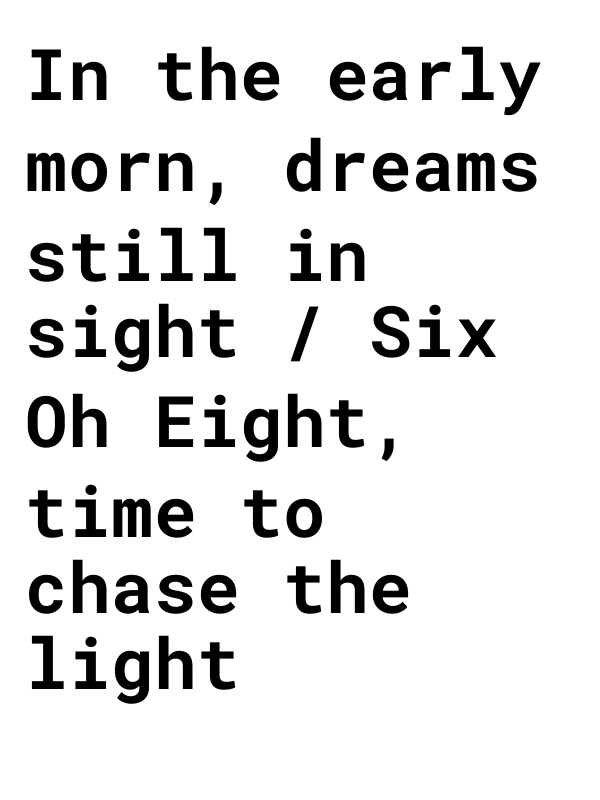 In the early
morn, dreams
still in
sight / Six
Oh Eight,
time to
chase the
light